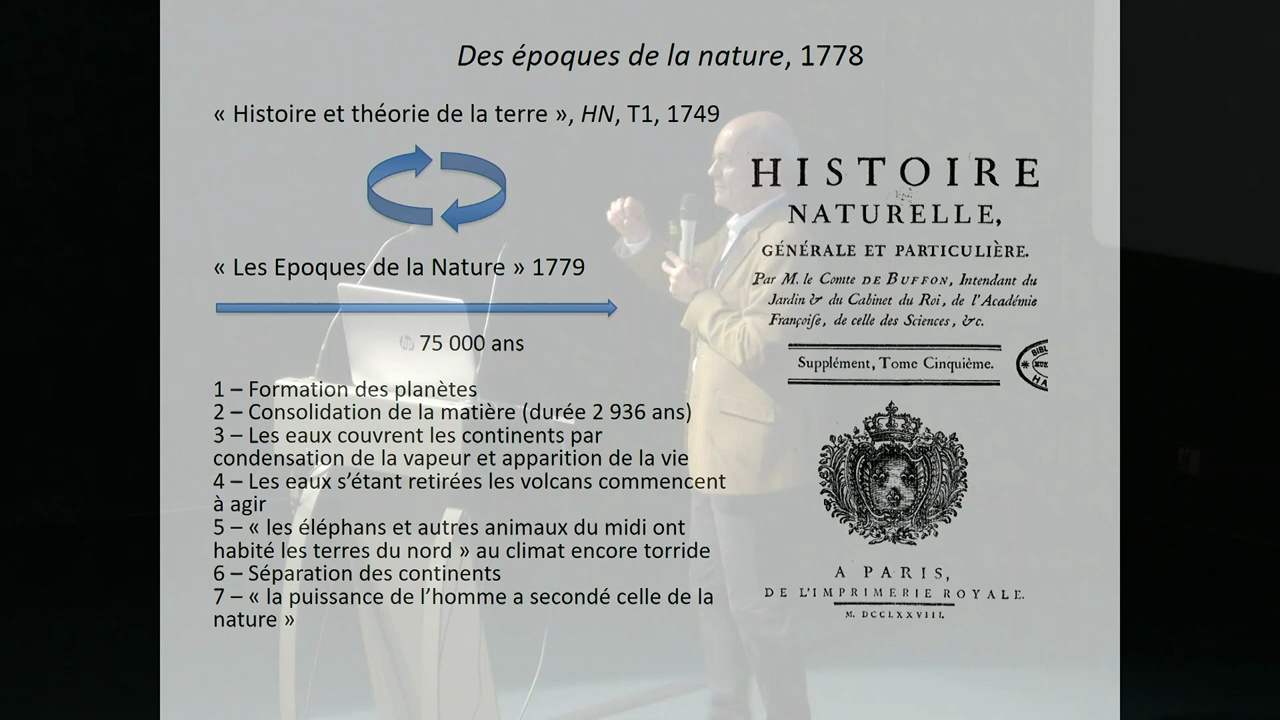 Des époques de la nature, 1778
« Histoire et théorie de la terre », HN, T1, 1749
« Les Epoques de la Nature » 1779
75 000 ans
1 – Formation des planètes
2 – Consolidation de la matière (durée 2 936 ans)
3 – Les eaux couvrent les continents par
condensation de la vapeur et apparition de la vie
4 – Les eaux s’étant retirées les volcans commencent
à agir
5 – « les éléphans et autres animaux du midi ont
habité les terres du nord » au climat encore torride
6 – Séparation des continents
7 – « la puissance de l’homme a secondé celle de la
nature »
HISTOIRE
NATURELLE,
GÉNÉRALE ET PARTICULIÈRE.
Par M. le Comte DE BUFFON, Intendant du
Jardin & du Cabinet du Roi, de l’Académie
Françoiſe, de celle des Sciences, &c.
Supplément, Tome Cinquième.
A PARIS,
DE L’IMPRIMERIE ROYALE.
M. DCCLXXVIII.